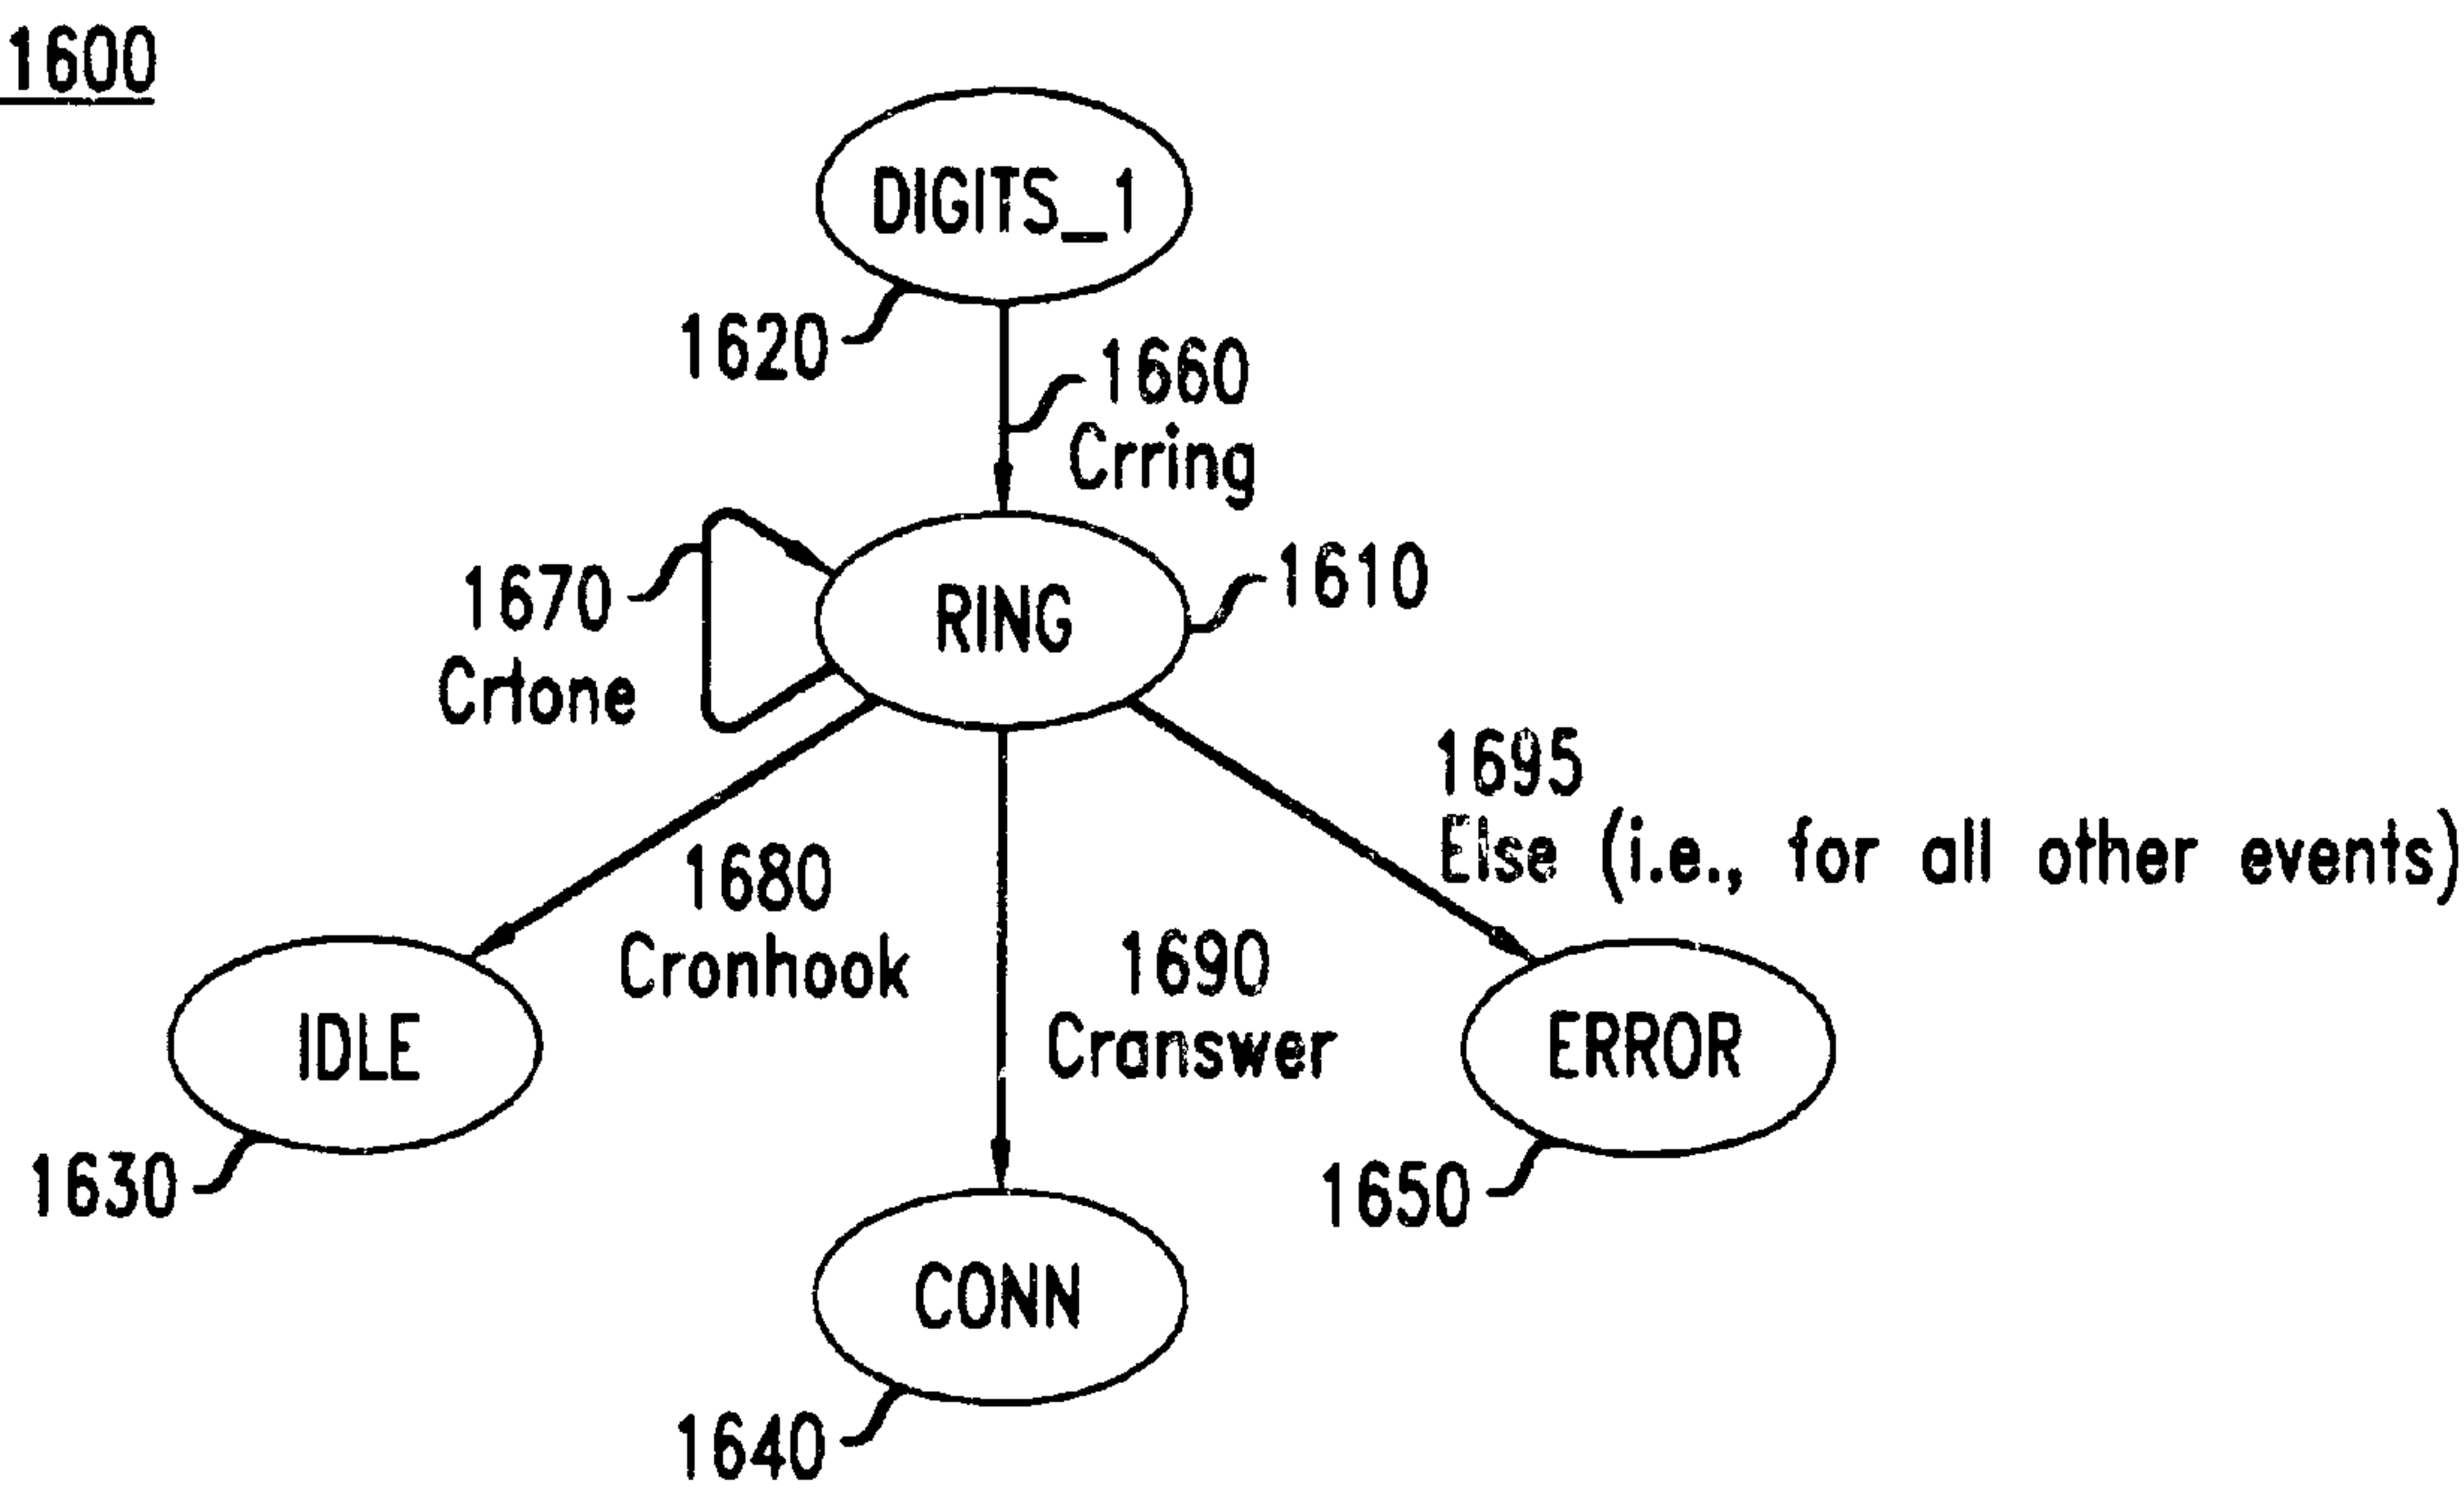 1600
DIGITS_1
1620
1660
Crring
1670
Crtone
RING
1610
1695
Else (i.e., for all other events)
1680
Cronhook
1690
Cranswer
IDLE
ERROR
1630
1650
CONN
1640